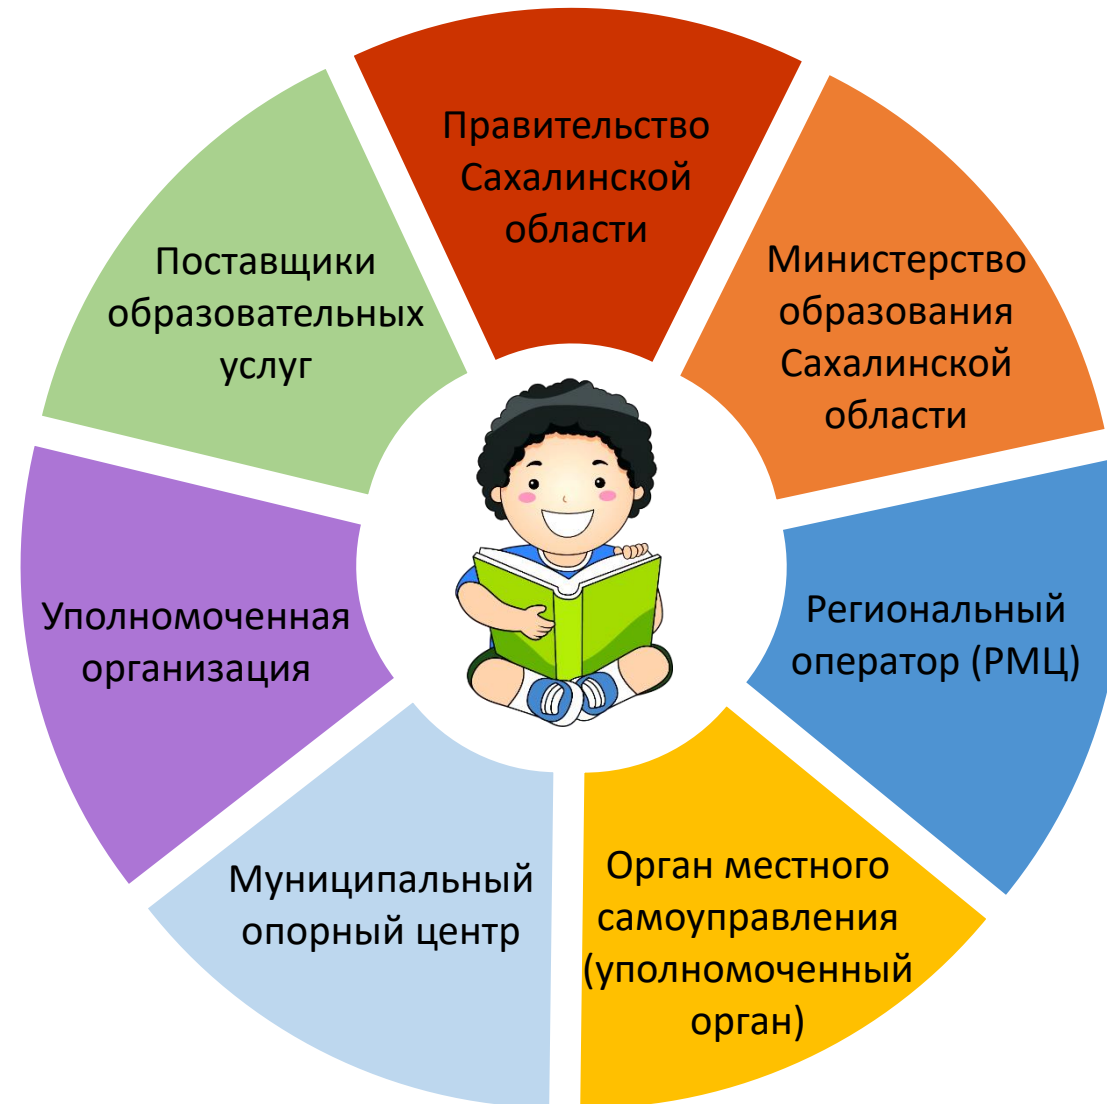 Правительство
Сахалинской
области
Министерство
образования
Сахалинской
области
Региональный
оператор (РМЦ)
Орган местного
самоуправления
(уполномоченный
орган)
Муниципальный
опорный центр
Уполномоченная
организация
Поставщики
образовательных
услуг